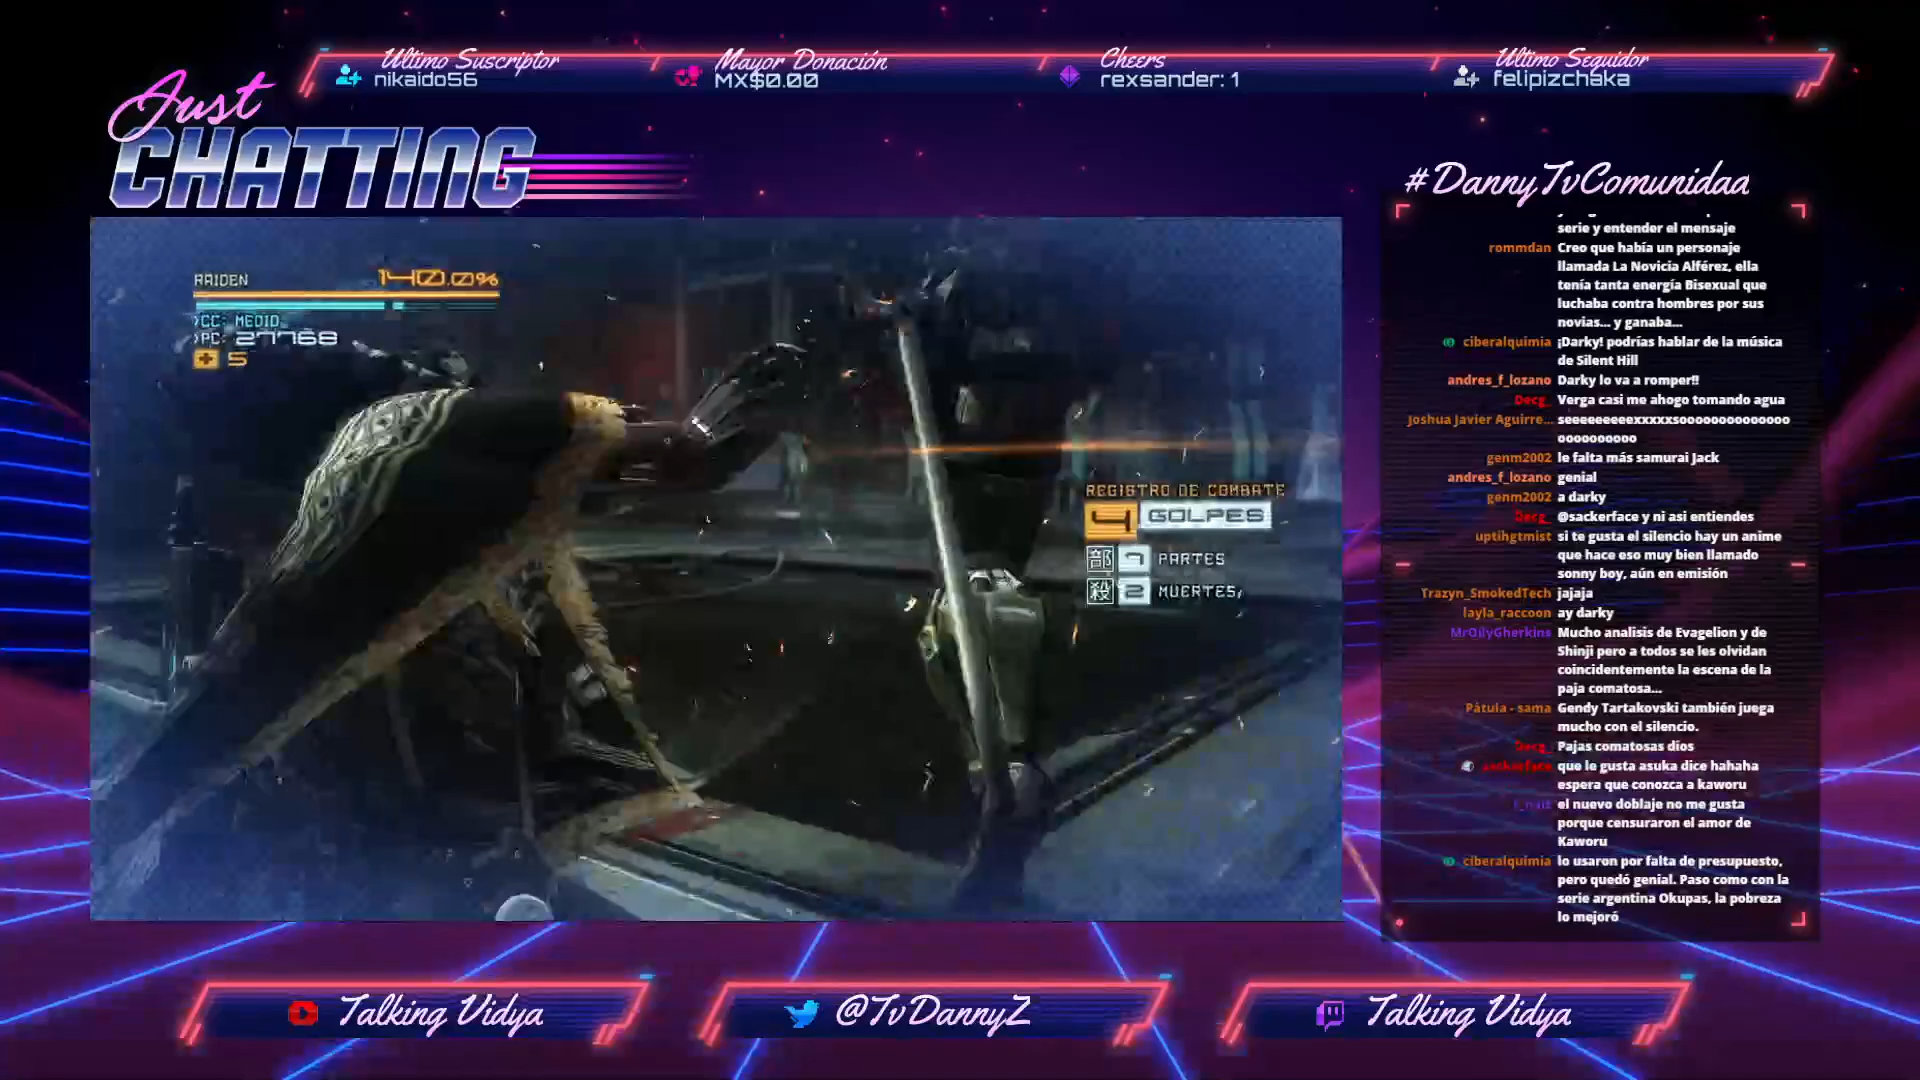 Ultimo Suscriptor
nikaido56
Mayor Donación
MX$0.00
Cheers
rexsander: 1
Ultimo Seguidor
felipizchaka
Just
CHATTING
RAIDEN
140.0%
CC: MEDIO
PC: 27768
5
REGISTRO DE COMBATE
4 GOLPES
部 7 PARTES
殺 2 MUERTES
#DannyTvComunidad
serie y entender el mensaje
rommdan Creo que había un personaje
llamada La Novicia Alférez, ella
tenía tanta energía Bisexual que
luchaba contra hombres por sus
novias... y ganaba...
ciberalquimia ¡Darky! podrías hablar de la música
de Silent Hill
andres_f_lozano Darky lo va a romper!!
Decg_ Verga casi me ahogo tomando agua
Joshua Javier Aguirre... seeeeeeeexxxxxsoooooooooooooo
oooooooooo
genm2002 le falta más samurai Jack
andres_f_lozano genial
genm2002 a darky
Decg_ @sackerface y ni asi entiendes
uptihgtmist si te gusta el silencio hay un anime
que hace eso muy bien llamado
sonny boy, aún en emisión
Trazyn_SmokedTech jajaja
layla_raccoon ay darky
MrOilyGherkins Mucho analisis de Evagelion y de
Shinji pero a todos se les olvidan
coincidentemente la escena de la
paja comatosa...
Pátula - sama Gendy Tartakovski también juega
mucho con el silencio.
Decg_ Pajas comatosas dios
sackerface que le gusta asuka dice hahaha
espera que conozca a kaworu
el nuevo doblaje no me gusta
porque censuraron el amor de
Kaworu
ciberalquimia lo usaron por falta de presupuesto,
pero quedó genial. Paso como con la
serie argentina Okupas, la pobreza
lo mejoró
Talking Vidya
@TvDannyZ
Talking Vidya